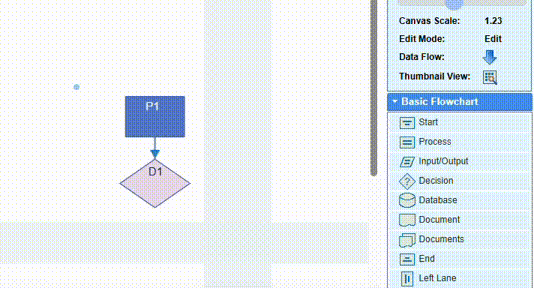 P1
D1
Canvas Scale: 1.23
Edit Mode: Edit
Data Flow:
Thumbnail View:
Basic Flowchart
Start
Process
Input/Output
? Decision
Database
Document
Documents
End
Left Lane